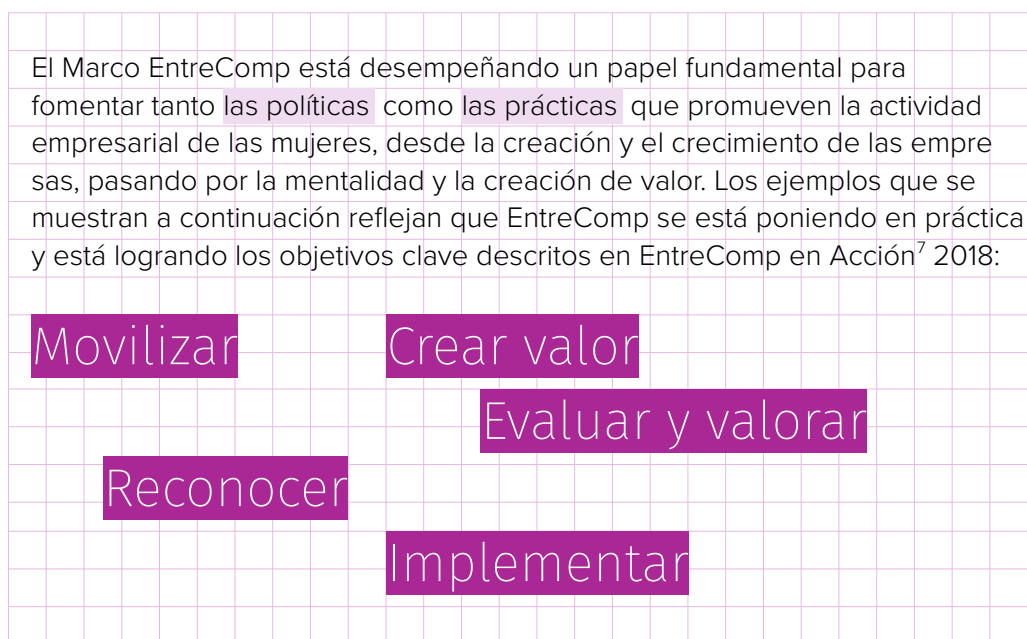 El Marco EntreComp está desempeñando un papel fundamental para
fomentar tanto las políticas como las prácticas que promueven la actividad
empresarial de las mujeres, desde la creación y el crecimiento de las empre
sas, pasando por la mentalidad y la creación de valor. Los ejemplos que se
muestran a continuación reflejan que EntreComp se está poniendo en práctica
y está logrando los objetivos clave descritos en EntreComp en Acción⁷ 2018:
Movilizar
Crear valor
Evaluar y valorar
Reconocer
Implementar